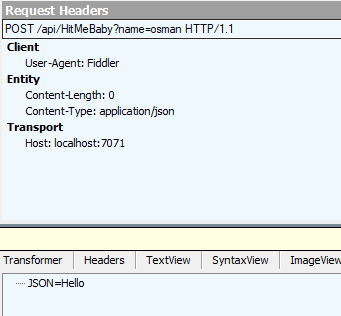 Request Headers
POST /api/HitMeBaby?name=osman HTTP/1.1
Client
User-Agent: Fiddler
Entity
Content-Length: 0
Content-Type: application/json
Transport
Host: localhost:7071
Transformer Headers TextView SyntaxView ImageView
JSON=Hello